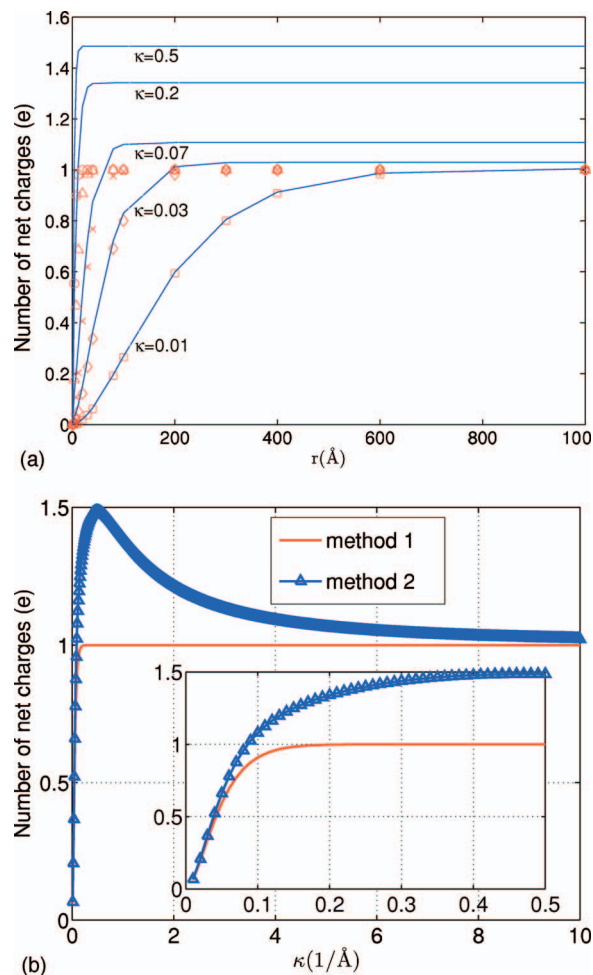 1.6
1.4
1.2
1
0.8
0.6
0.4
0.2
0
Number of net charges (e)
κ=0.5
κ=0.2
κ=0.07
κ=0.03
κ=0.01
0 200 400 600 800 1000
r(Å)
(a)
1.5
1
0.5
0
Number of net charges (e)
method 1
method 2
1.5
1
0.5
0
0 0.1 0.2 0.3 0.4 0.5
0 2 4 6 8 10
κ(1/Å)
(b)